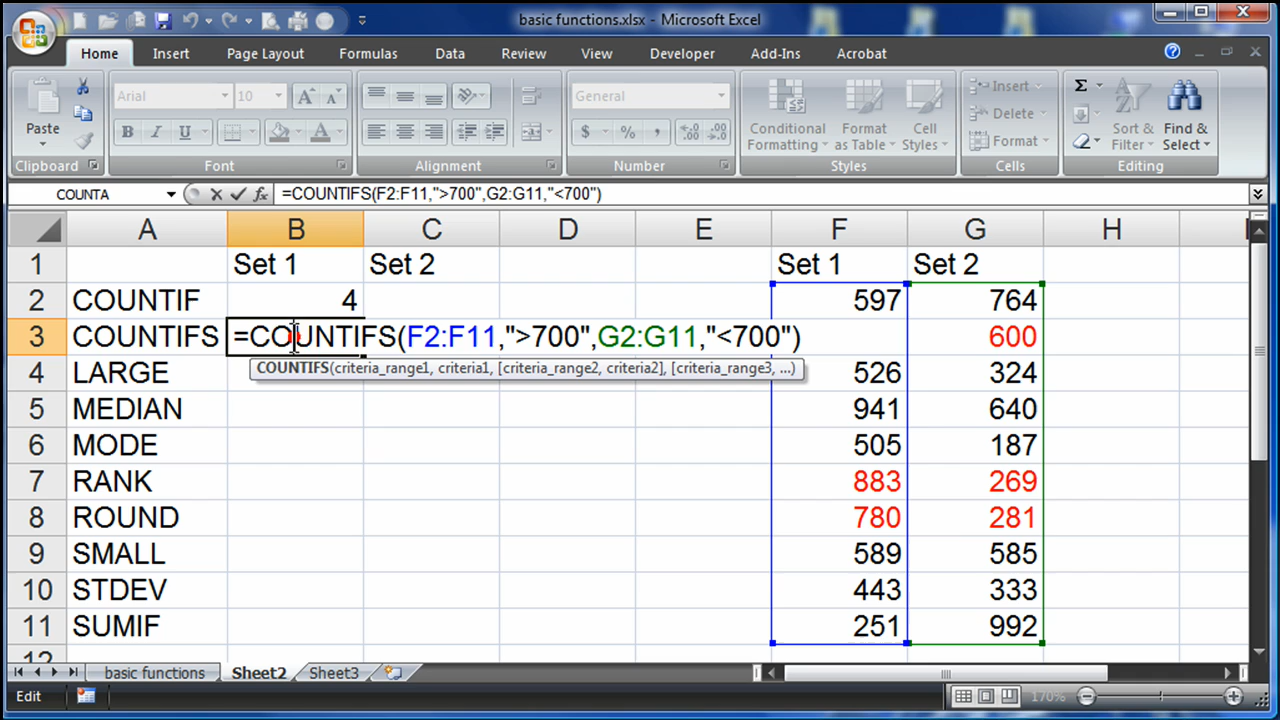 basic functions.xlsx - Microsoft Excel
Home Insert Page Layout Formulas Data Review View Developer Add-Ins Acrobat
Paste
Clipboard
Arial 10
B I U
Font
Alignment
General
$ % ,
Number
Conditional Formatting
Format as Table
Cell Styles
Styles
Insert
Delete
Format
Cells
Σ
Sort & Filter
Find & Select
Editing
COUNTA =COUNTIFS(F2:F11,">700",G2:G11,"<700")
A B C D E F G H
1 Set 1 Set 2 Set 1 Set 2
2 COUNTIF 4 597 764
3 COUNTIFS =COUNTIFS(F2:F11,">700",G2:G11,"<700") 600
COUNTIFS(criteria_range1, criteria1, [criteria_range2, criteria2], [criteria_range3, ...)
4 LARGE 526 324
5 MEDIAN 941 640
6 MODE 505 187
7 RANK 883 269
8 ROUND 780 281
9 SMALL 589 585
10 STDEV 443 333
11 SUMIF 251 992
12
basic functions Sheet2 Sheet3
Edit 170%